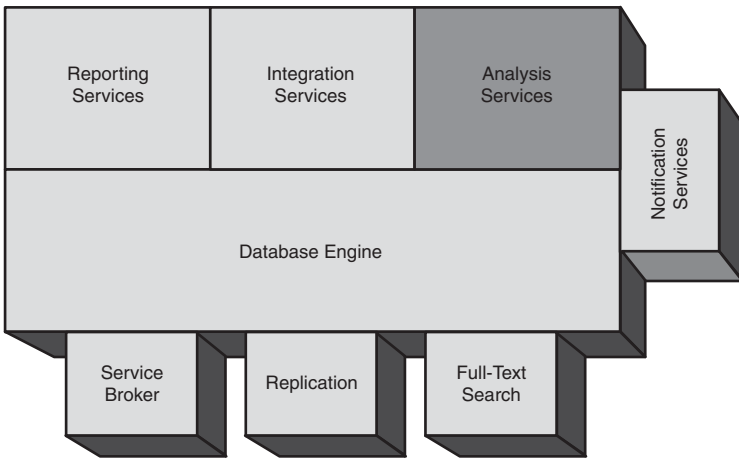 Reporting
Services
Integration
Services
Analysis
Services
Notification
Services
Database Engine
Service
Broker
Replication
Full-Text
Search